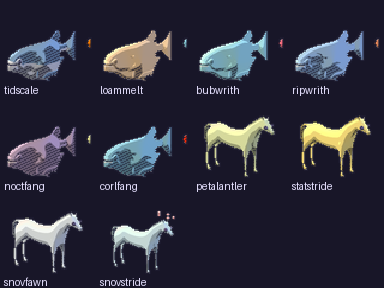 tidscale
loammelt
bubwrith
ripwrith
noctfang
corlfang
petalantler
statstride
snovfawn
snovstride